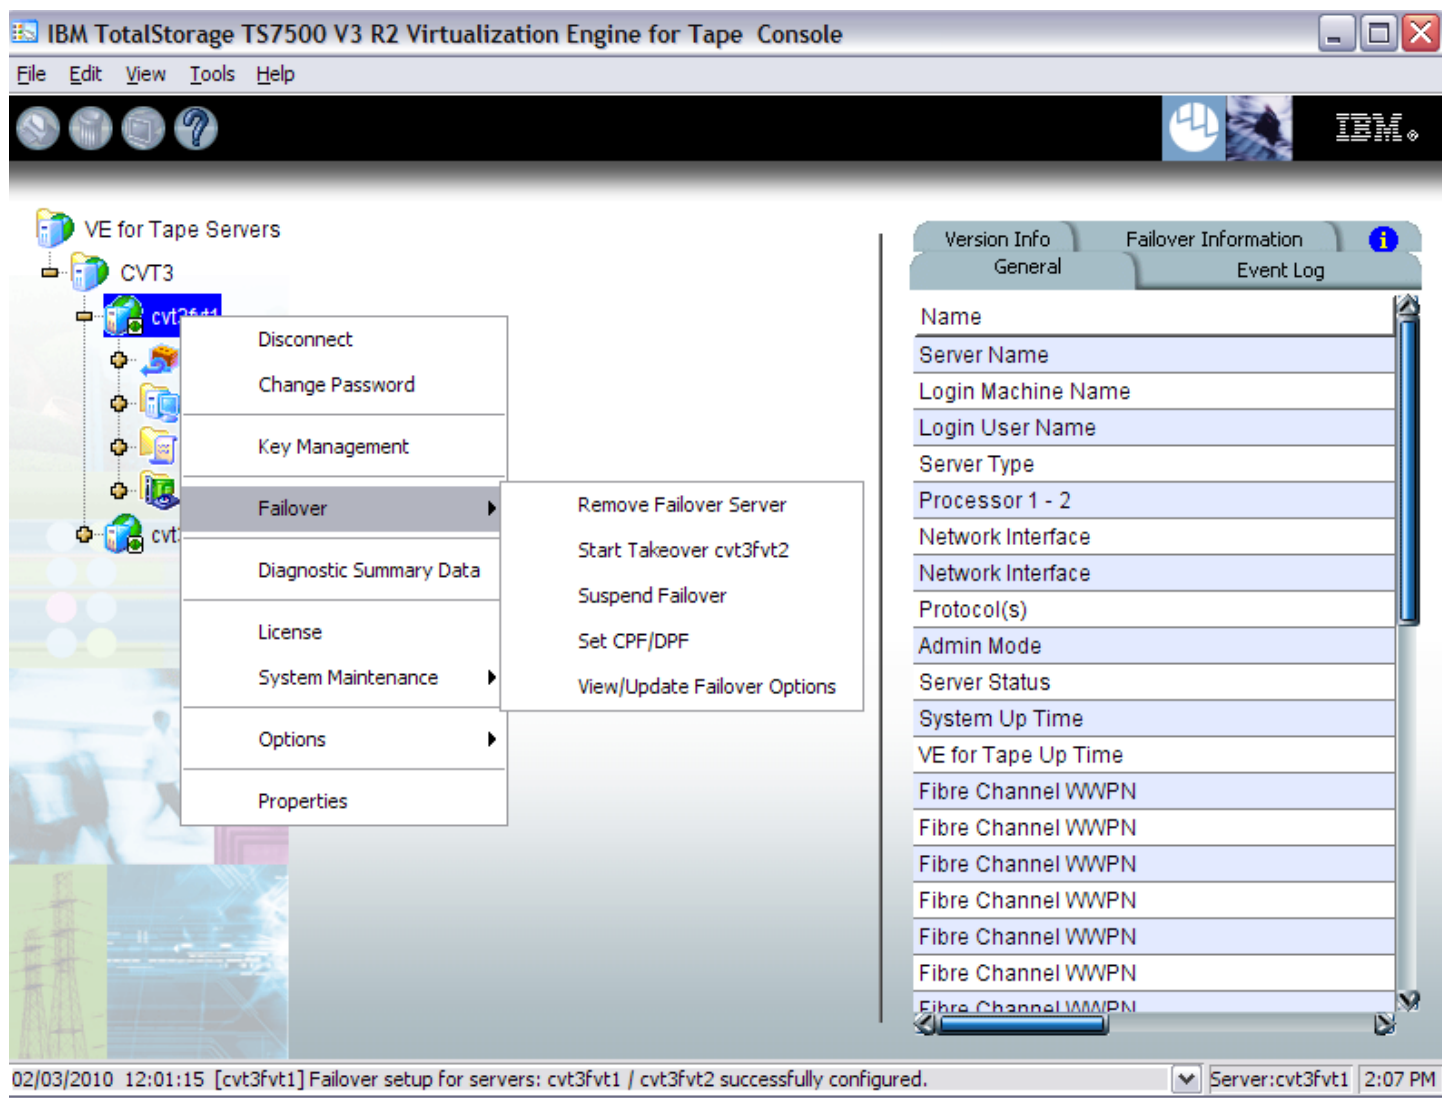 IBM TotalStorage TS7500 V3 R2 Virtualization Engine for Tape Console
File Edit View Tools Help
IBM
VE for Tape Servers
CVT3
cvt3fvt1
Disconnect
Change Password
Key Management
Failover
cvt
Diagnostic Summary Data
License
System Maintenance
Options
Properties
Remove Failover Server
Start Takeover cvt3fvt2
Suspend Failover
Set CPF/DPF
View/Update Failover Options
Version Info Failover Information
General Event Log
Name
Server Name
Login Machine Name
Login User Name
Server Type
Processor 1 - 2
Network Interface
Network Interface
Protocol(s)
Admin Mode
Server Status
System Up Time
VE for Tape Up Time
Fibre Channel WWPN
Fibre Channel WWPN
Fibre Channel WWPN
Fibre Channel WWPN
Fibre Channel WWPN
Fibre Channel WWPN
Fibre Channel WWPN
02/03/2010 12:01:15 [cvt3fvt1] Failover setup for servers: cvt3fvt1 / cvt3fvt2 successfully configured.
Server:cvt3fvt1 2:07 PM